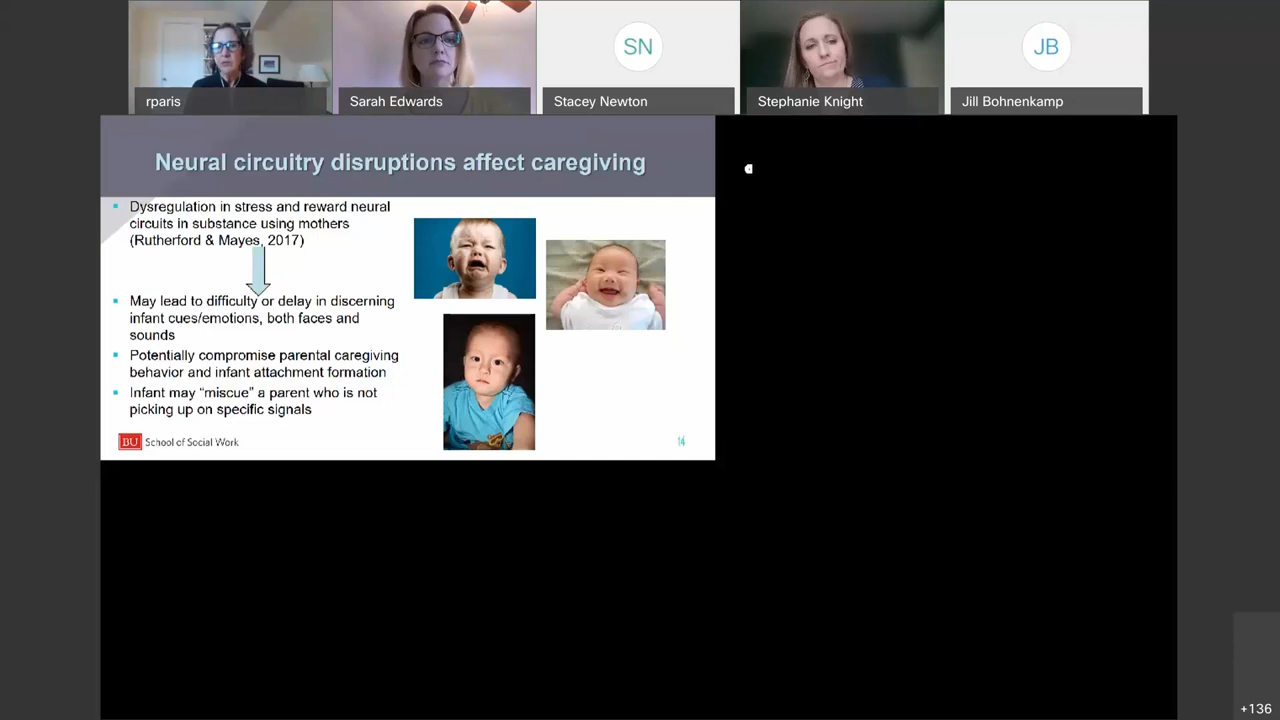 SN
JB
rparis
Sarah Edwards
Stacey Newton
Stephanie Knight
Jill Bohnenkamp
Neural circuitry disruptions affect caregiving
Dysregulation in stress and reward neural
circuits in substance using mothers
(Rutherford & Mayes, 2017)
May lead to difficulty or delay in discerning
infant cues/emotions, both faces and
sounds
Potentially compromise parental caregiving
behavior and infant attachment formation
Infant may “miscue” a parent who is not
picking up on specific signals
BU School of Social Work
14
+136